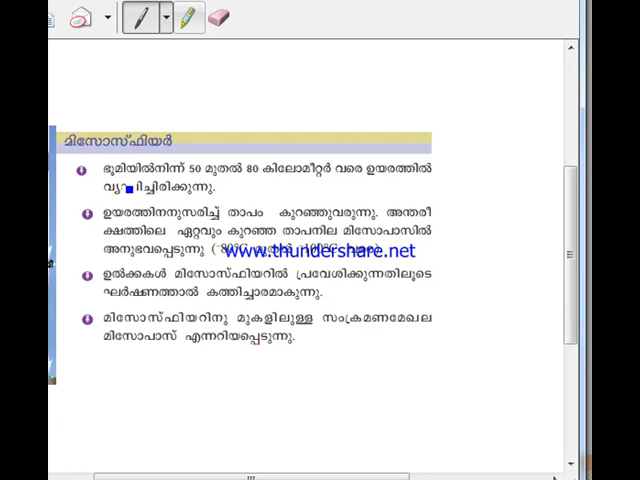 മിസോസ്ഫിയർ
ഭൂമിയിൽനിന്ന് 50 മുതൽ 80 കിലോമീറ്റർ വരെ ഉയരത്തിൽ
ഉയരത്തിനനുസരിച്ച് താപം കുറഞ്ഞുവരുന്നു. അന്തരീ
ക്ഷത്തിലെ ഏറ്റവും കുറഞ്ഞ താപനില മിസോപാസിൽ
അനുഭവപ്പെടുന്നു www.thundershare.net
ഉൽക്കകൾ മിസോസ്ഫിയറിൽ പ്രവേശിക്കുന്നതിലൂടെ
ഘർഷണത്താൽ കത്തിച്ചാരമാകുന്നു.
മിസോസ്ഫിയറിനു മുകളിലുള്ള സംക്രമണമേഖല
മിസോപാസ് എന്നറിയപ്പെടുന്നു.